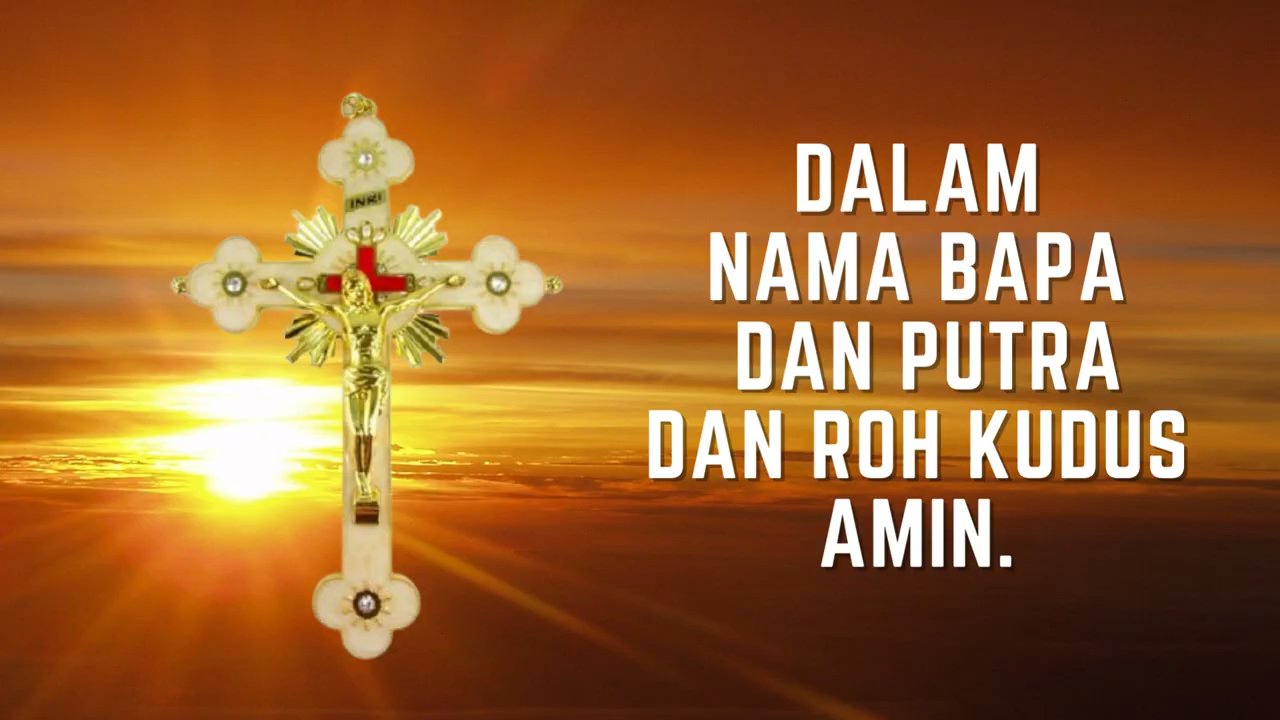 INRI
DALAM
NAMA BAPA
DAN PUTRA
DAN ROH KUDUS
AMIN.